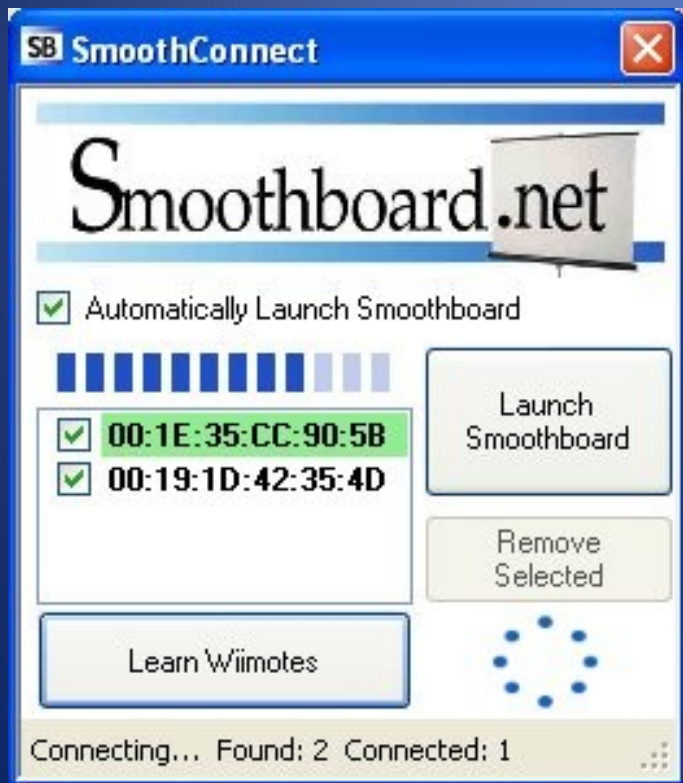 SB SmoothConnect
Smoothboard.net
Automatically Launch Smoothboard
Launch
Smoothboard
00:1E:35:CC:90:5B
00:19:1D:42:35:4D
Remove
Selected
Learn Wiimotes
Connecting... Found: 2 Connected: 1